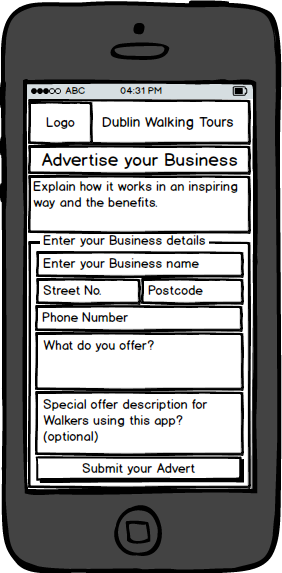 ABC 04:31 PM
Logo Dublin Walking Tours
Advertise your Business
Explain how it works in an inspiring
way and the benefits.
Enter your Business details
Enter your Business name
Street No. Postcode
Phone Number
What do you offer?
Special offer description for
Walkers using this app?
(optional)
Submit your Advert